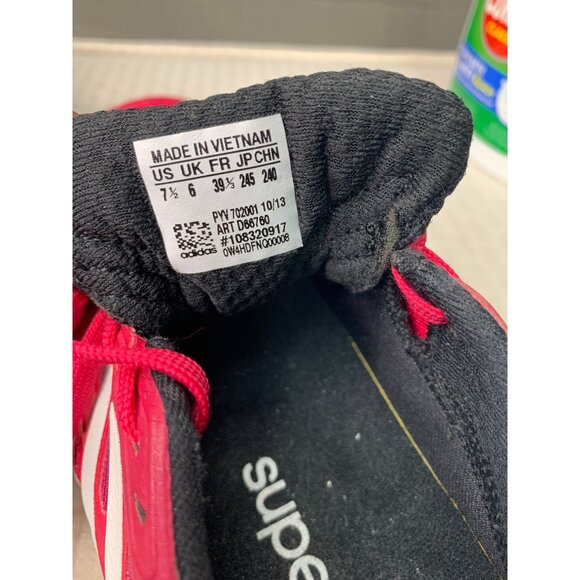 MADE IN VIETNAM
US UK FR JP CHN
7½ 6 39⅓ 245 240
PYV 702001 10/13
ART D66760
#108320917
adidas
0W4HDFNQ00008
supe